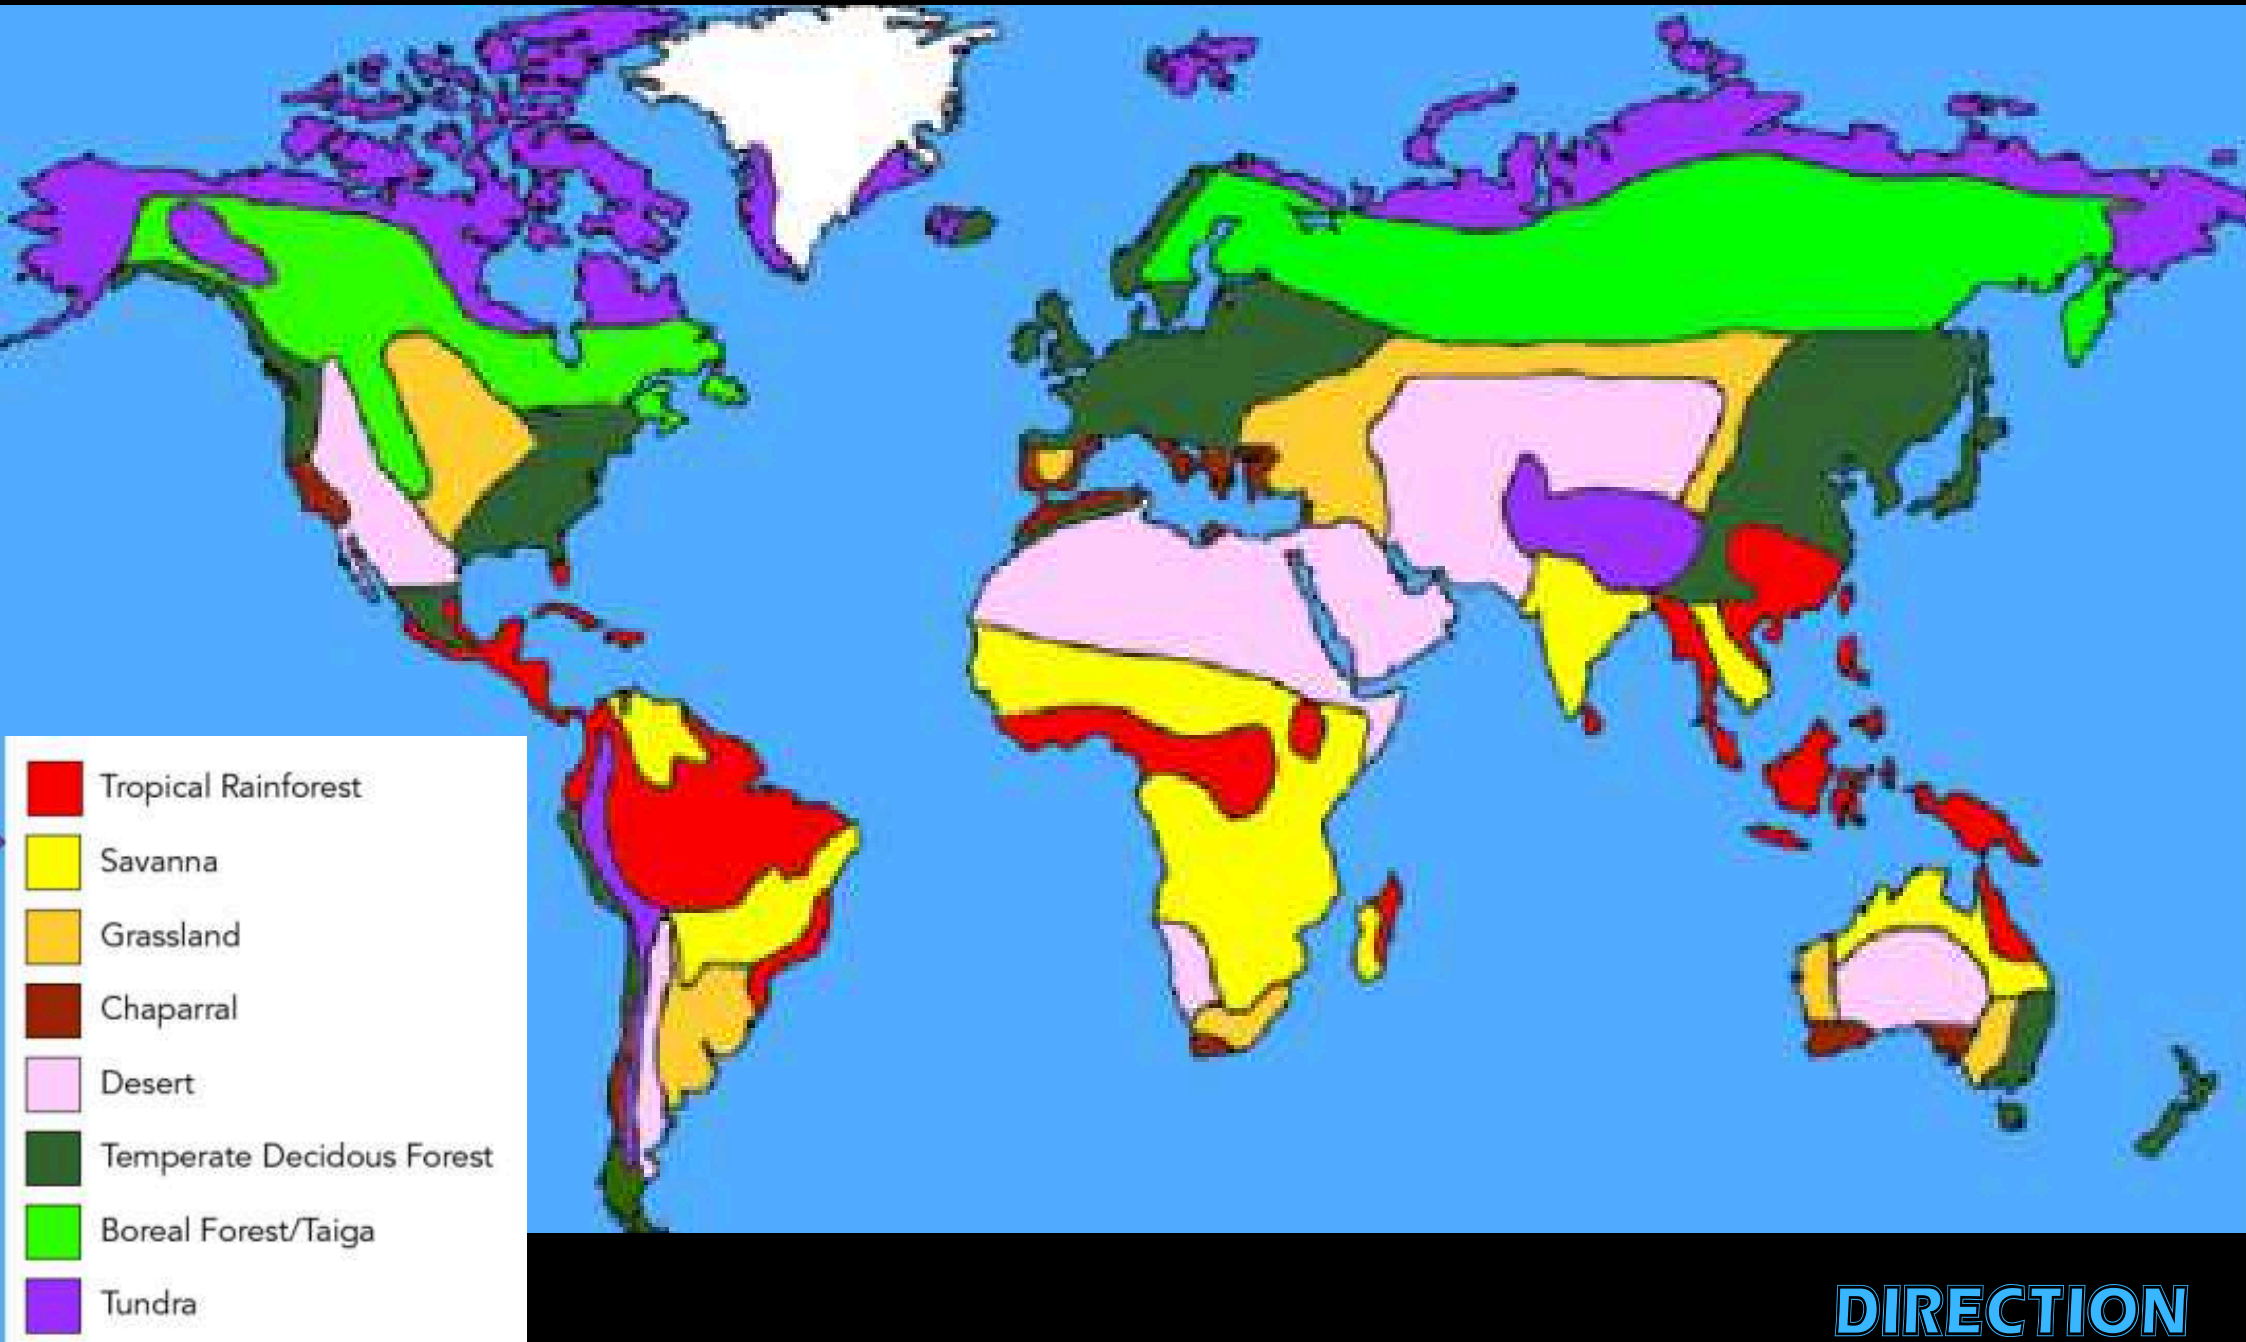 Tropical Rainforest
Savanna
Grassland
Chaparral
Desert
Temperate Decidous Forest
Boreal Forest/Taiga
Tundra
DIRECTION